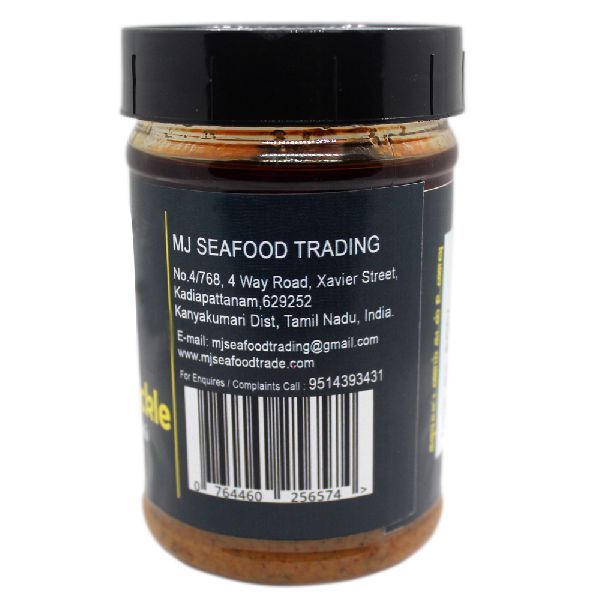 MJ SEAFOOD TRADING
No.4/768, 4 Way Road, Xavier Street,
Kadiapattanam,629252
Kanyakumari Dist, Tamil Nadu, India.
E-mail: mjseafoodtrading@gmail.com
www.mjseafoodtrade.com
For Enquires / Complaints Call : 9514393431
ckle
0 764460 256574 >